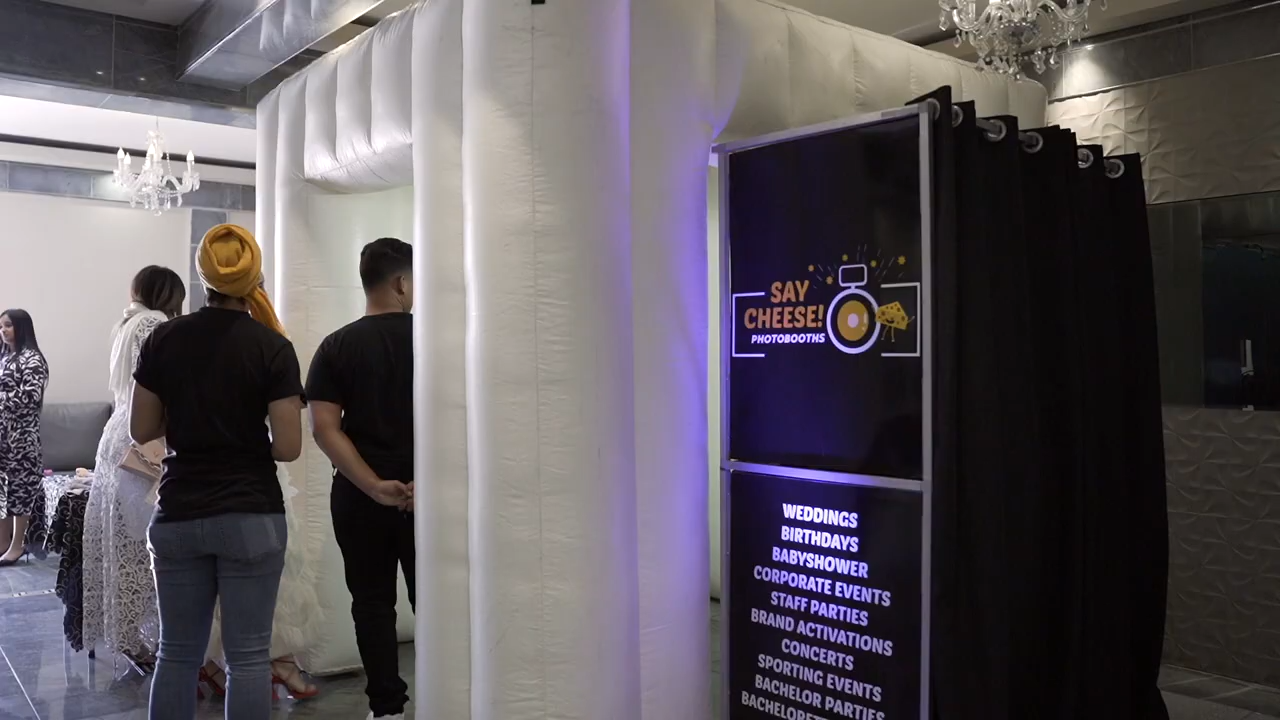 SAY
CHEESE!
PHOTOBOOTHS
WEDDINGS
BIRTHDAYS
BABYSHOWER
CORPORATE EVENTS
STAFF PARTIES
BRAND ACTIVATIONS
CONCERTS
SPORTING EVENTS
BACHELOR PARTIES